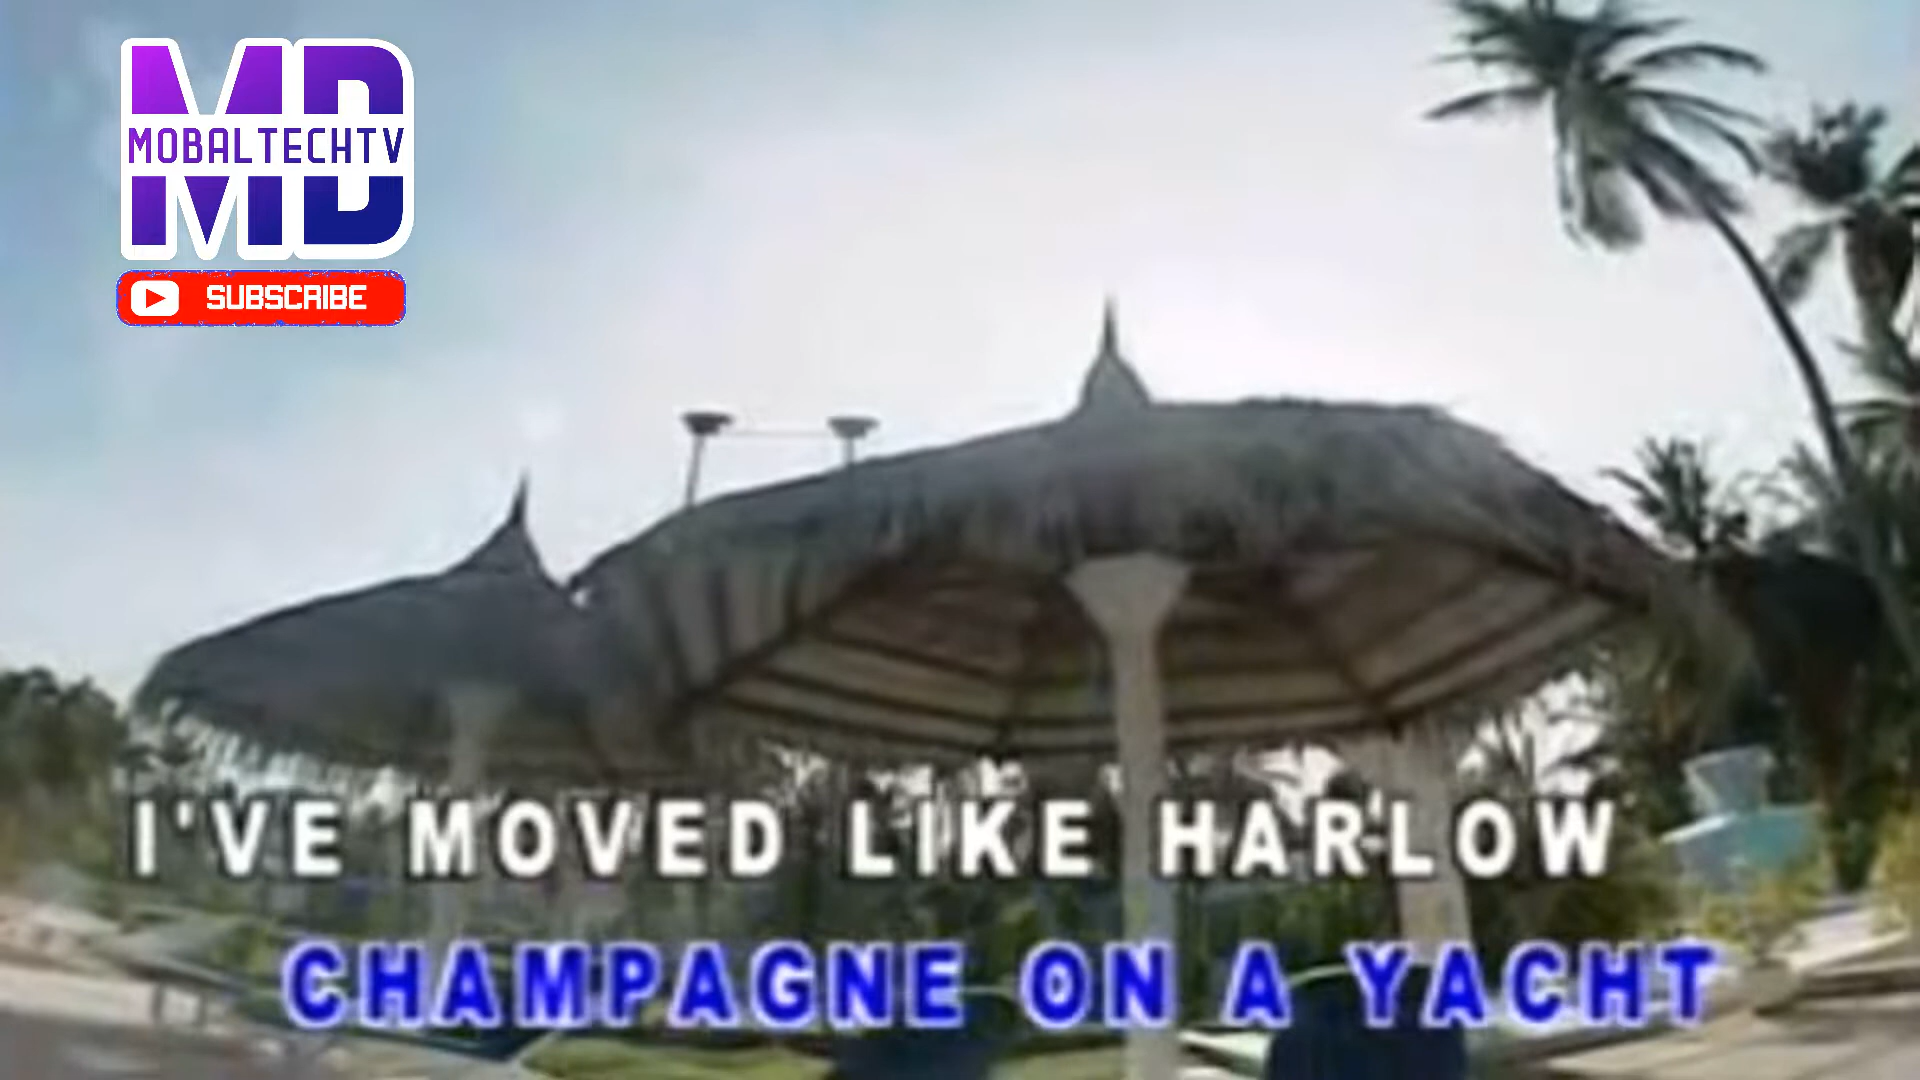 MD
MOBALTECHTV
SUBSCRIBE
I'VE MOVED LIKE HARLOW
CHAMPAGNE ON A YACHT